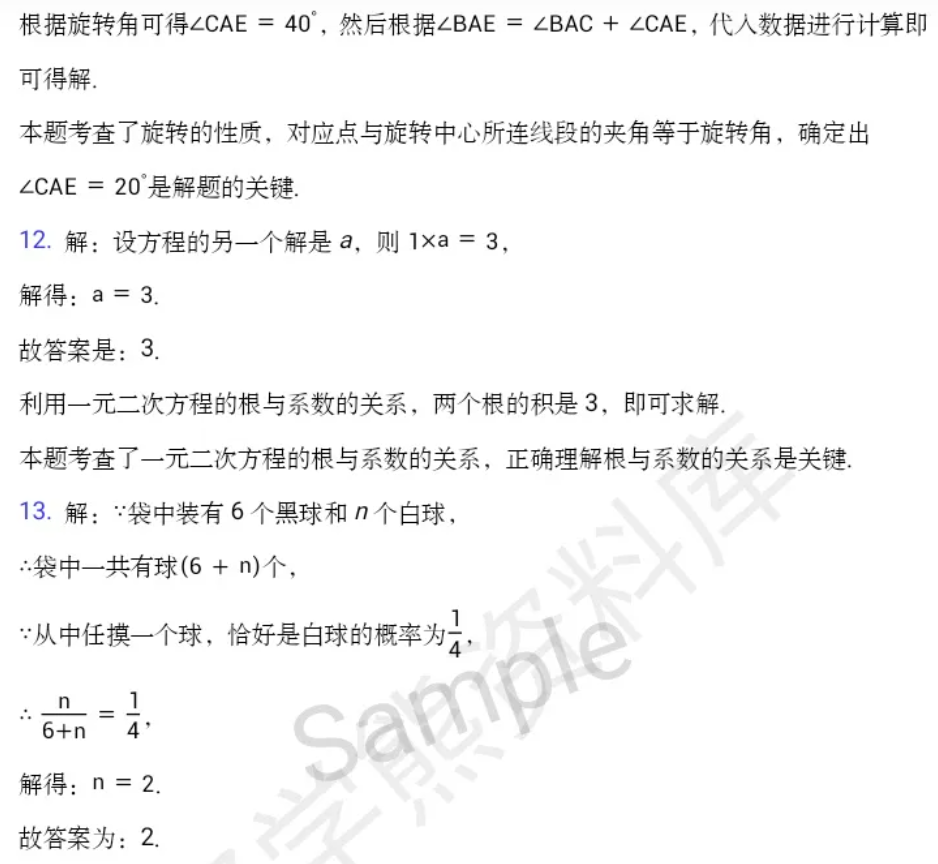 根据旋转角可得∠CAE = 40°，然后根据∠BAE = ∠BAC + ∠CAE，代入数据进行计算即
可得解.
本题考查了旋转的性质，对应点与旋转中心所连线段的夹角等于旋转角，确定出
∠CAE = 20°是解题的关键.
12. 解：设方程的另一个解是 a，则 1×a = 3，
解得：a = 3.
故答案是：3.
利用一元二次方程的根与系数的关系，两个根的积是 3，即可求解.
本题考查了一元二次方程的根与系数的关系，正确理解根与系数的关系是关键.
13. 解：∵袋中装有 6 个黑球和 n 个白球，
∴袋中一共有球(6 + n)个，
∵从中任摸一个球，恰好是白球的概率为1/4，
∴ n/(6+n) = 1/4，
解得：n = 2.
故答案为：2.
Sample
学熊资料库